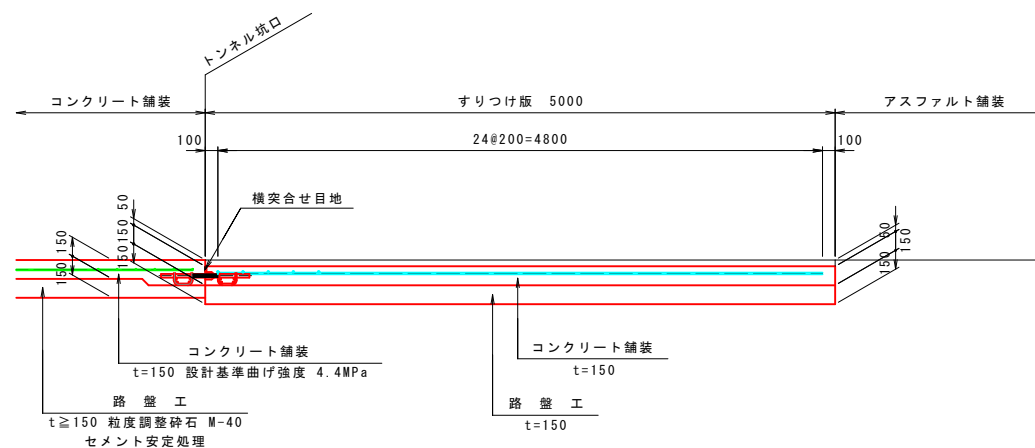 トンネル坑口
コンクリート舗装
すりつけ版 5000
アスファルト舗装
100
24@200=4800
100
横突合せ目地
50
150
150
150
150
50
150
150
コンクリート舗装
t=150 設計基準曲げ強度 4.4MPa
コンクリート舗装
t=150
路 盤 工
t≧150 粒度調整砕石 M-40
セメント安定処理
路 盤 工
t=150